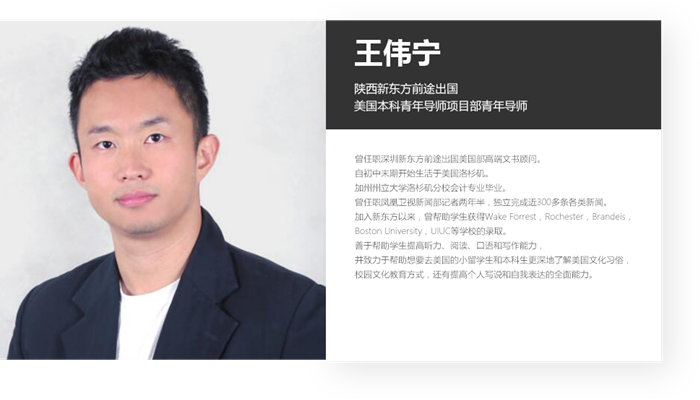 王伟宁
陕西新东方前途出国
美国本科青年导师项目部青年导师
曾任职深圳新东方前途出国美国部高端文书顾问。
自初中末期开始生活于美国洛杉矶。
加州州立大学洛杉矶分校会计专业毕业。
曾任职凤凰卫视新闻部记者两年半，独立完成近300多条各类新闻。
加入新东方以来，曾帮助学生获得Wake Forrest，Rochester，Brandeis，
Boston University，UIUC等学校的录取。
善于帮助学生提高听力、阅读、口语和写作能力，
并致力于帮助想要去美国的小留学生和本科生更深地了解美国文化习俗，
校园文化教育方式，还有提高个人写说和自我表达的全面能力。